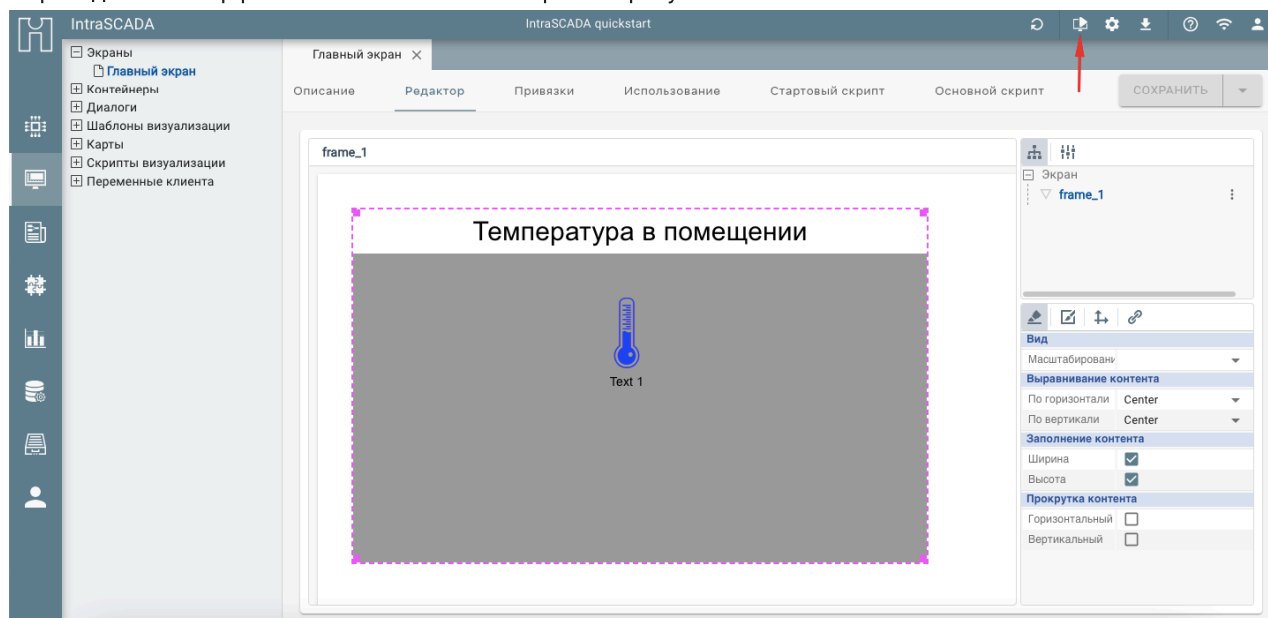 IntraSCADA
IntraSCADA quickstart
Экраны
Главный экран
Контейнеры
Диалоги
Шаблоны визуализации
Карты
Скрипты визуализации
Переменные клиента
Главный экран
Описание
Редактор
Привязки
Использование
Стартовый скрипт
Основной скрипт
СОХРАНИТЬ
frame_1
Температура в помещении
Text 1
Экран
frame_1
Вид
Масштабировани
Выравнивание контента
По горизонтали Center
По вертикали Center
Заполнение контента
Ширина
Высота
Прокрутка контента
Горизонтальный
Вертикальный